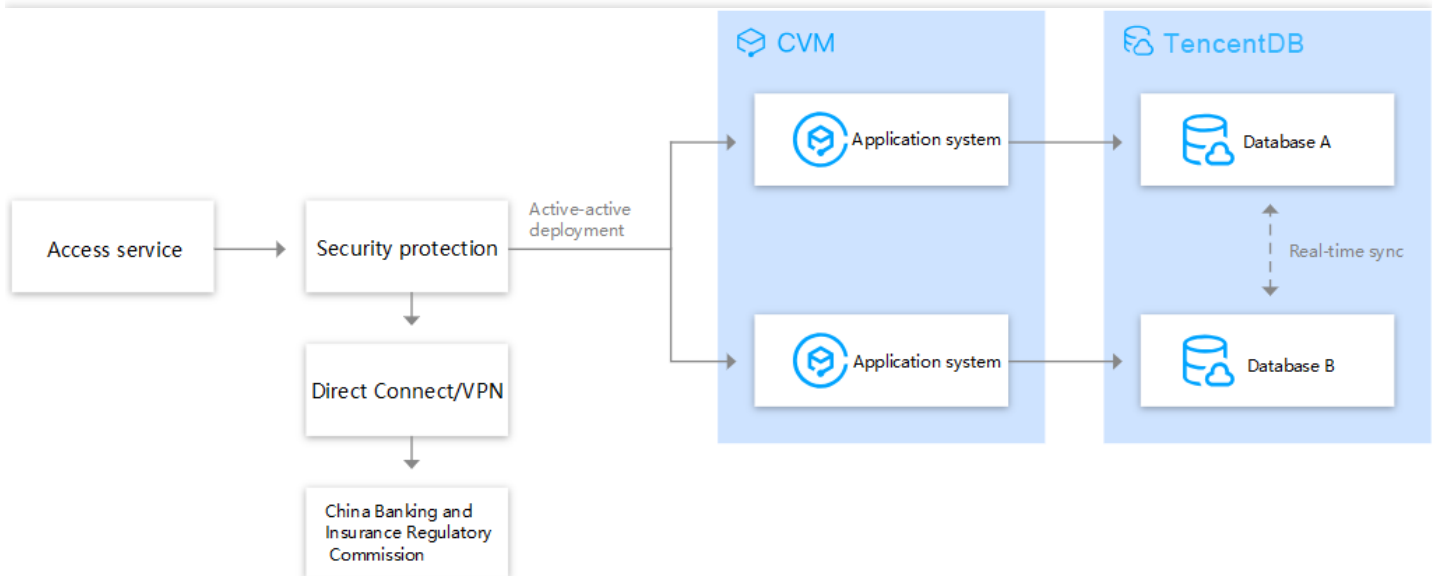 CVM
TencentDB
Application system
Database A
Active-active
deployment
Access service
Security protection
Real-time sync
Application system
Database B
Direct Connect/VPN
China Banking and
Insurance Regulatory
Commission